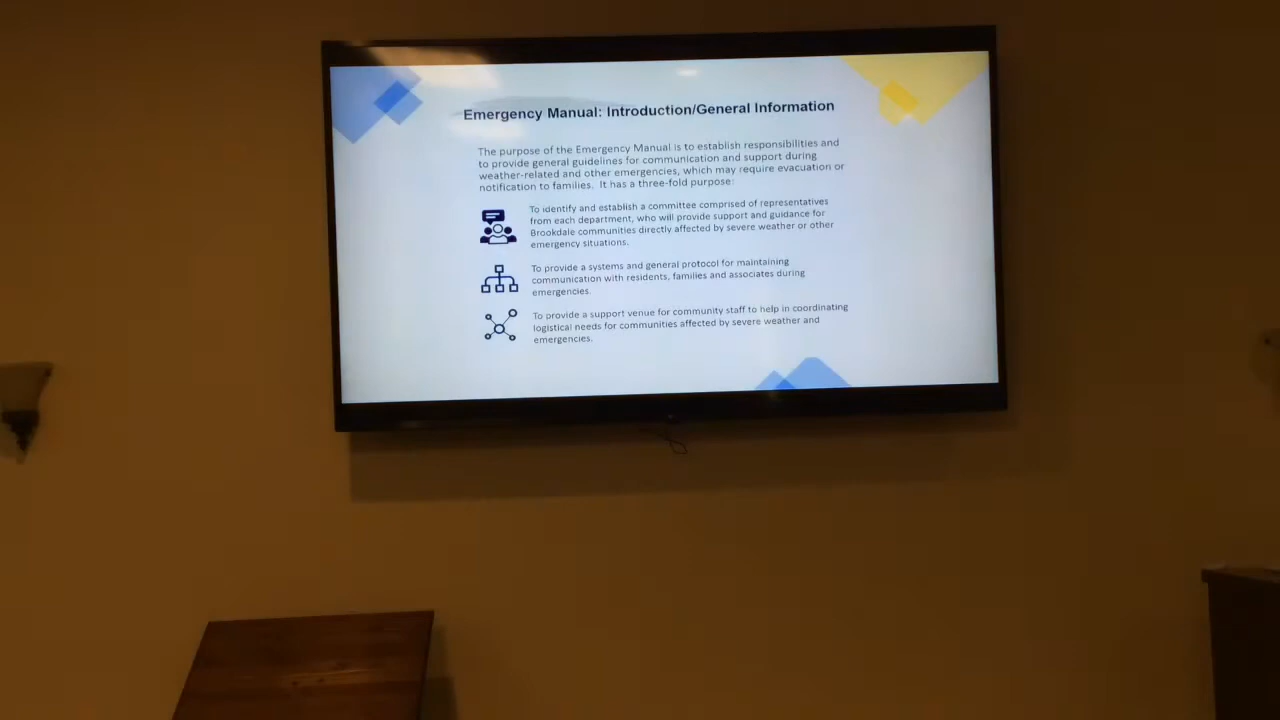 Emergency Manual: Introduction/General Information
The purpose of the Emergency Manual is to establish responsibilities and
to provide general guidelines for communication and support during
weather-related and other emergencies, which may require evacuation or
notification to families. It has a three-fold purpose:
To identify and establish a committee comprised of representatives
from each department, who will provide support and guidance for
Brookdale communities directly affected by severe weather or other
emergency situations.
To provide a systems and general protocol for maintaining
communication with residents, families and associates during
emergencies.
To provide a support venue for community staff to help in coordinating
logistical needs for communities affected by severe weather and
emergencies.